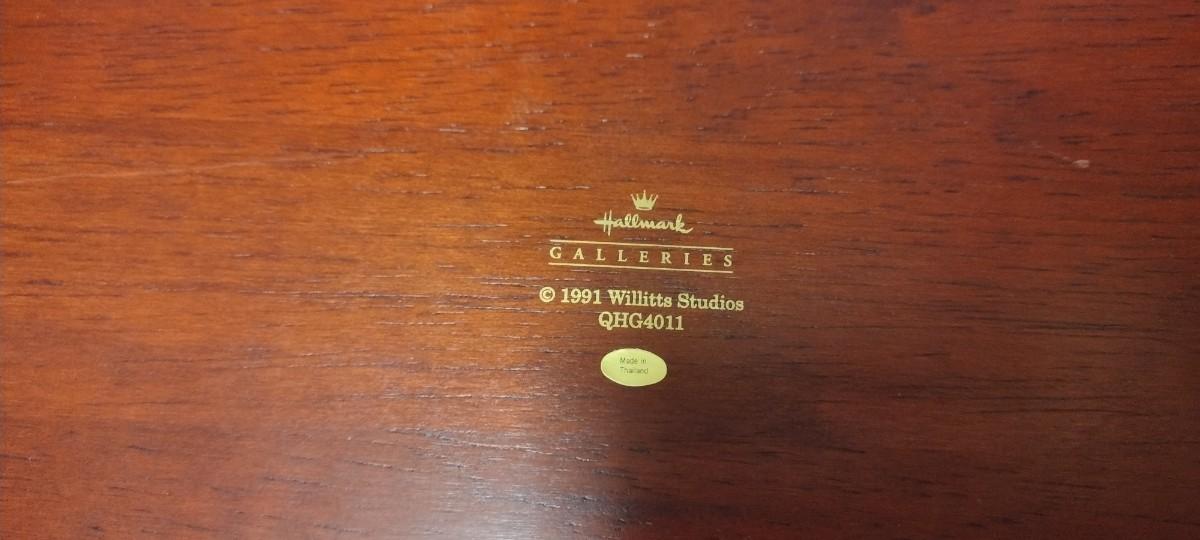 Hallmark
GALLERIES
© 1991 Willitts Studios
QHG4011
Made in
Thailand